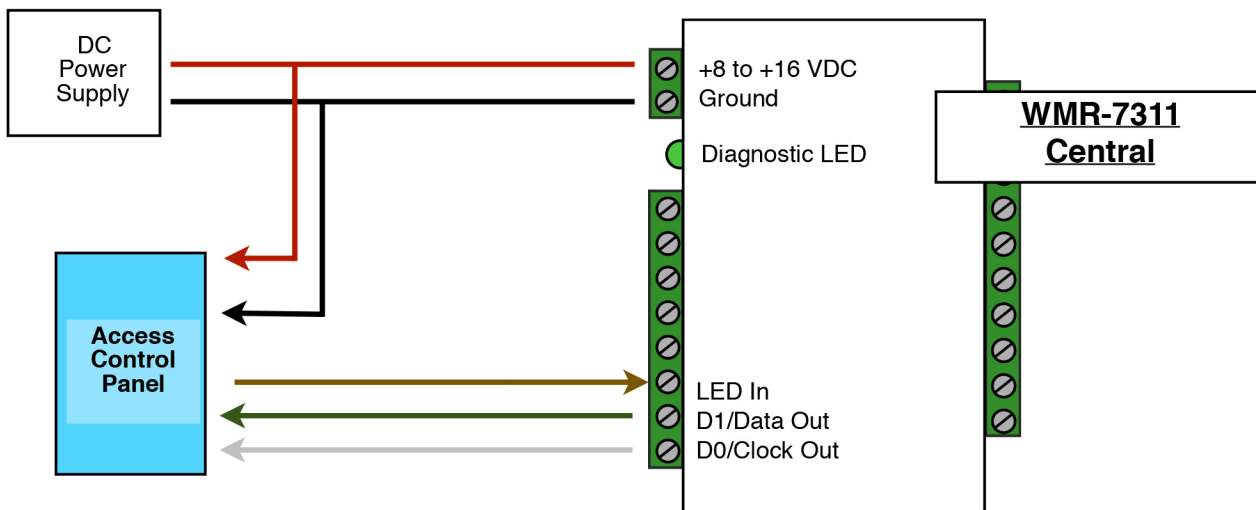 DC
Power
Supply
+8 to +16 VDC
Ground
WMR-7311
Central
Diagnostic LED
Access
Control
Panel
LED In
D1/Data Out
D0/Clock Out